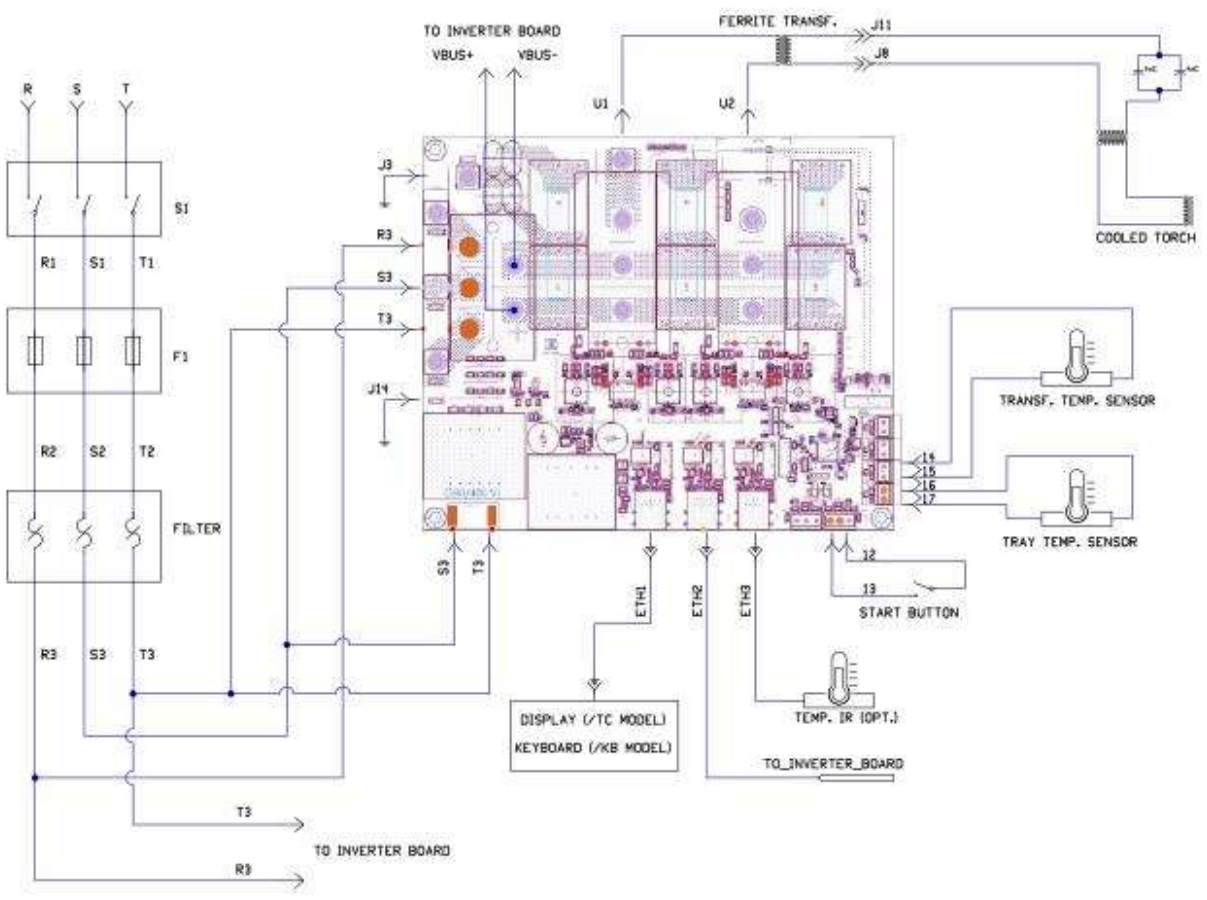 FERRITE TRANSF.
J11
TO INVERTER BOARD
VBUS+ VBUS-
J8
R S T
U1 U2
J3
S1
COOLED TORCH
R3
R1 S1 T1
S3
T3
F1
TRANSF. TEMP. SENSOR
J14
R2 S2 T2
14
15
16
17
FILTER
TRAY TEMP. SENSOR
S3 T3
12
13
START BUTTON
ETH1 ETH2 ETH3
R3 S3 T3
TEMP. IR (OPT.)
DISPLAY (/TC MODEL)
KEYBOARD (/KB MODEL)
TO_INVERTER_BOARD
T3
TO INVERTER BOARD
R3